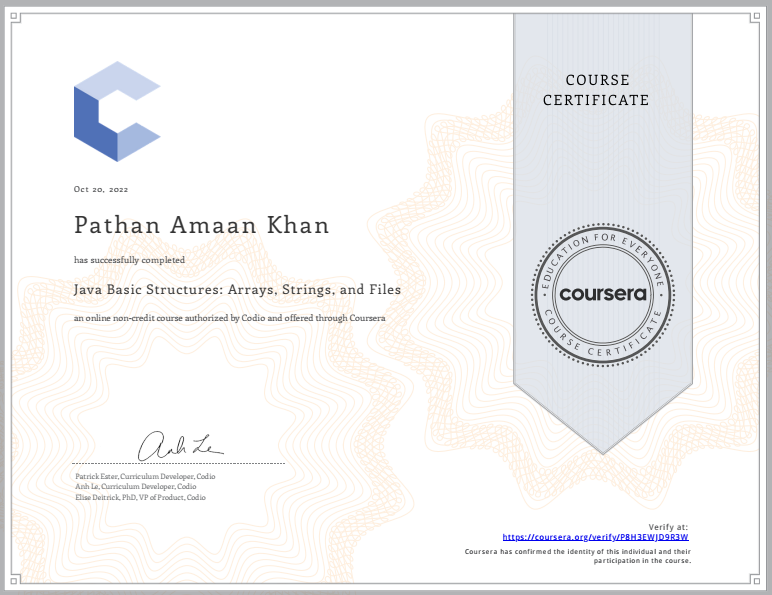 COURSE
CERTIFICATE
Oct 20, 2022
Pathan Amaan Khan
has successfully completed
Java Basic Structures: Arrays, Strings, and Files
an online non-credit course authorized by Codio and offered through Coursera
EDUCATION FOR EVERYONE
coursera
COURSE CERTIFICATE
Anh Le
Patrick Ester, Curriculum Developer, Codio
Anh Le, Curriculum Developer, Codio
Elise Deitrick, PhD, VP of Product, Codio
Verify at:
https://coursera.org/verify/P8H3EWJD9R3W
Coursera has confirmed the identity of this individual and their
participation in the course.